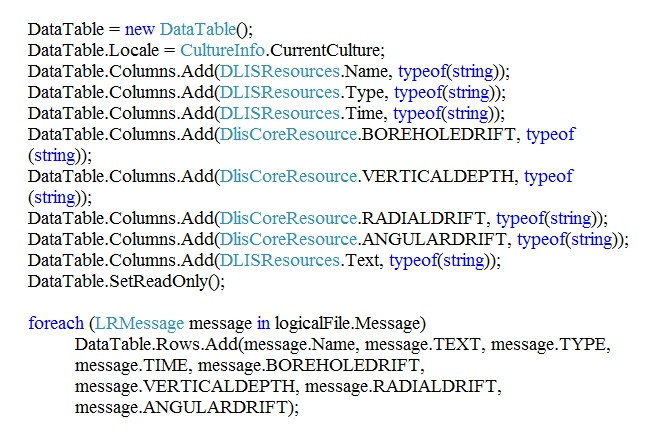 DataTable = new DataTable();
DataTable.Locale = CultureInfo.CurrentCulture;
DataTable.Columns.Add(DLISResources.Name, typeof(string));
DataTable.Columns.Add(DLISResources.Type, typeof(string));
DataTable.Columns.Add(DLISResources.Time, typeof(string));
DataTable.Columns.Add(DlisCoreResource.BOREHOLEDRIFT, typeof
(string));
DataTable.Columns.Add(DlisCoreResource.VERTICALDEPTH, typeof
(string));
DataTable.Columns.Add(DlisCoreResource.RADIALDRIFT, typeof(string));
DataTable.Columns.Add(DlisCoreResource.ANGULARDRIFT, typeof(string));
DataTable.Columns.Add(DLISResources.Text, typeof(string));
DataTable.SetReadOnly();
foreach (LRMessage message in logicalFile.Message)
DataTable.Rows.Add(message.Name, message.TEXT, message.TYPE,
message.TIME, message.BOREHOLEDRIFT,
message.VERTICALDEPTH, message.RADIALDRIFT,
message.ANGULARDRIFT);